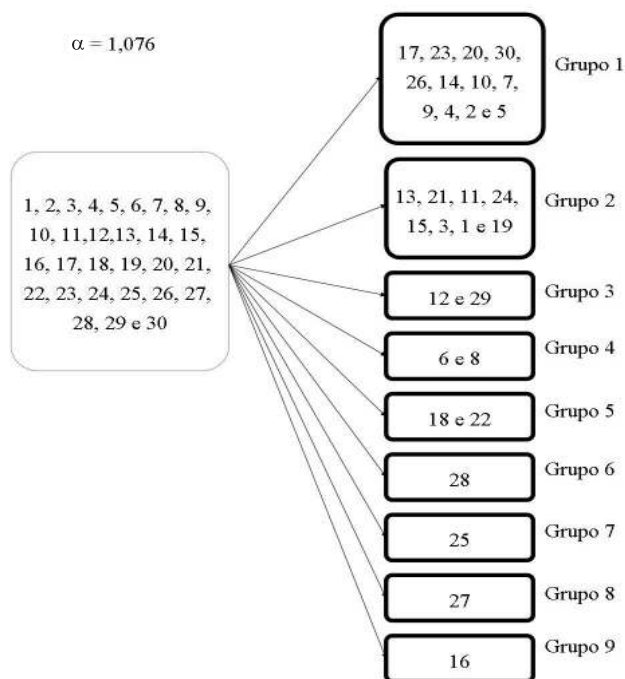 α = 1,076
1, 2, 3, 4, 5, 6, 7, 8, 9,
10, 11,12,13, 14, 15,
16, 17, 18, 19, 20, 21,
22, 23, 24, 25, 26, 27,
28, 29 e 30
17, 23, 20, 30,
26, 14, 10, 7,
9, 4, 2 e 5
Grupo 1
13, 21, 11, 24,
15, 3, 1 e 19
Grupo 2
12 e 29
Grupo 3
6 e 8
Grupo 4
18 e 22
Grupo 5
28
Grupo 6
25
Grupo 7
27
Grupo 8
16
Grupo 9